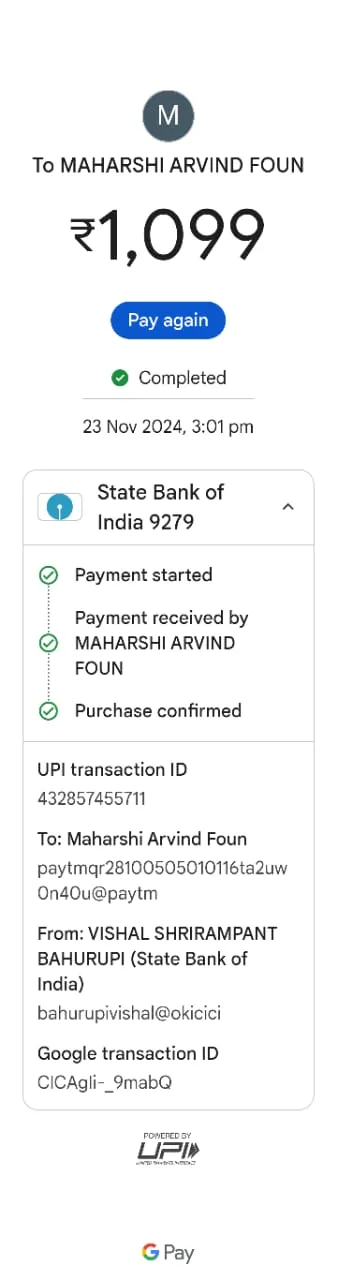 M
To MAHARSHI ARVIND FOUN
₹1,099
Pay again
Completed
23 Nov 2024, 3:01 pm
State Bank of
India 9279
Payment started
Payment received by
MAHARSHI ARVIND
FOUN
Purchase confirmed
UPI transaction ID
432857455711
To: Maharshi Arvind Foun
paytmqr28100505010116ta2uw
0n40u@paytm
From: VISHAL SHRIRAMPANT
BAHURUPI (State Bank of
India)
bahurupivishal@okicici
Google transaction ID
CICAgli-_9mabQ
POWERED BY
UPI
UNIFIED PAYMENTS INTERFACE
G Pay